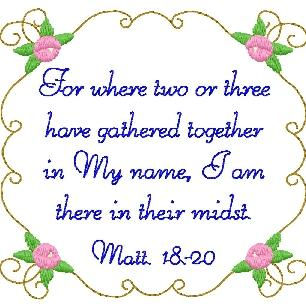 For where two or three
have gathered together
in My name, I am
there in their midst.
Matt. 18-20